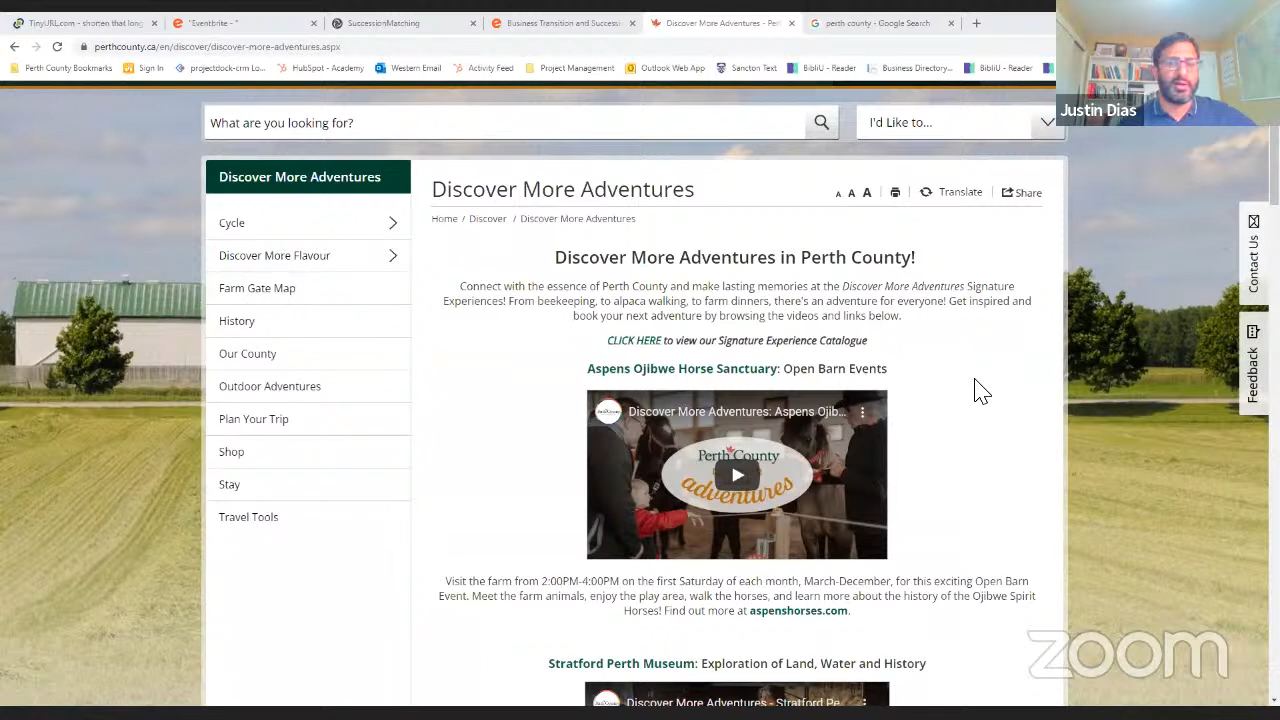 TinyURL.com - shorten that long
"Eventbrite - "
SuccessionMatching
Business Transition and Successi
Discover More Adventures - Per
perth county - Google Search
perthcounty.ca/en/discover/discover-more-adventures.aspx
Perth County Bookmarks
Sign In
projectdock-crm Lo...
HubSpot - Academy
Western Email
Activity Feed
Project Management
Outlook Web App
Sancton Text
BibliU - Reader
Business Directory...
BibliU - Reader
Justin Dias
What are you looking for?
I'd Like to...
Discover More Adventures
Cycle
Discover More Flavour
Farm Gate Map
History
Our County
Outdoor Adventures
Plan Your Trip
Shop
Stay
Travel Tools
Discover More Adventures
A A A
Translate
Share
Home / Discover / Discover More Adventures
Discover More Adventures in Perth County!
Connect with the essence of Perth County and make lasting memories at the Discover More Adventures Signature
Experiences! From beekeeping, to alpaca walking, to farm dinners, there's an adventure for everyone! Get inspired and
book your next adventure by browsing the videos and links below.
CLICK HERE to view our Signature Experience Catalogue
Aspens Ojibwe Horse Sanctuary: Open Barn Events
Discover More Adventures: Aspens Ojib...
Perth County
adventures
Visit the farm from 2:00PM-4:00PM on the first Saturday of each month, March-December, for this exciting Open Barn
Event. Meet the farm animals, enjoy the play area, walk the horses, and learn more about the history of the Ojibwe Spirit
Horses! Find out more at aspenshorses.com.
Stratford Perth Museum: Exploration of Land, Water and History
Discover More Adventures - Stratford Pe...
Contact Us
Feedback
zoom